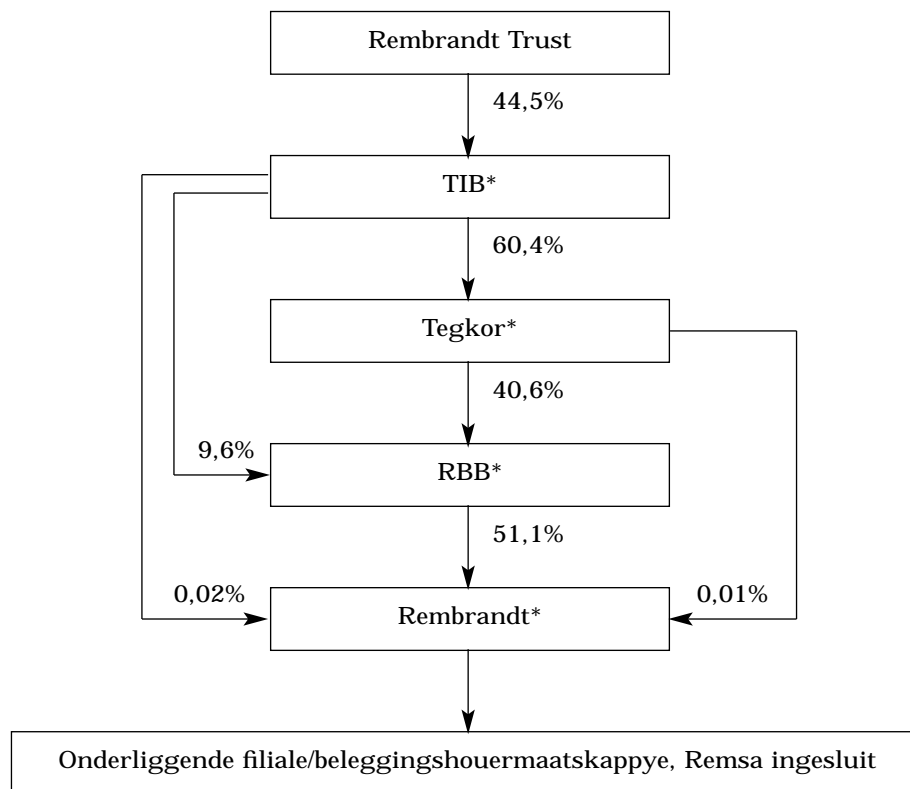 Rembrandt Trust
44,5%
TIB*
60,4%
Tegkor*
40,6%
9,6%
RBB*
51,1%
0,02%
Rembrandt*
0,01%
Onderliggende filiale/beleggingshouermaatskappye, Remsa ingesluit